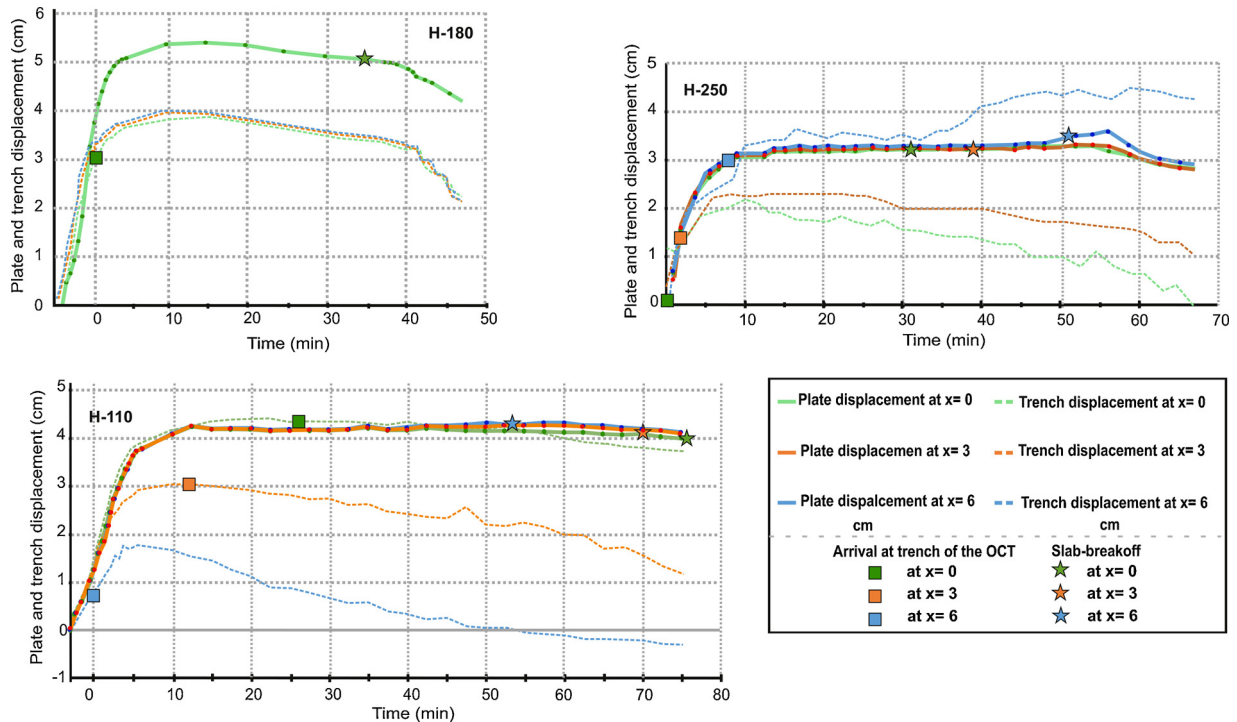 Plate and trench displacement (cm)
H-180
6
5
4
3
2
1
0
0 10 20 30 40 50
Time (min)
Plate and trench displacement (cm)
H-250
5
4
3
2
1
0
0 10 20 30 40 50 60 70
Time (min)
Plate and trench displacement (cm)
H-110
5
4
3
2
1
0
-1
0 10 20 30 40 50 60 70 80
Time (min)
Plate displacement at x= 0 Trench displacement at x= 0
Plate displacemen at x= 3 Trench displacement at x= 3
Plate dispalcement at x= 6 Trench displacement at x= 6
cm cm
Arrival at trench of the OCT Slab-breakoff
at x= 0 at x= 0
at x= 3 at x= 3
at x= 6 at x= 6